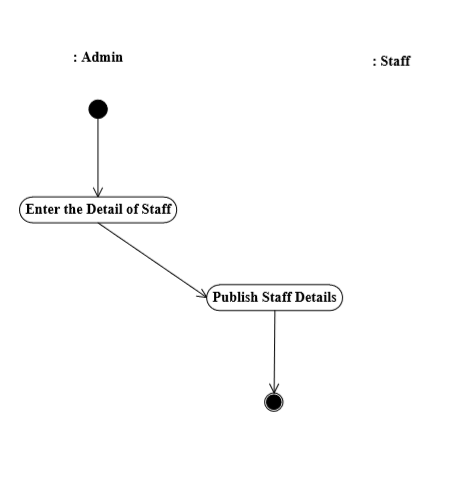 : Admin
: Staff
Enter the Detail of Staff
Publish Staff Details